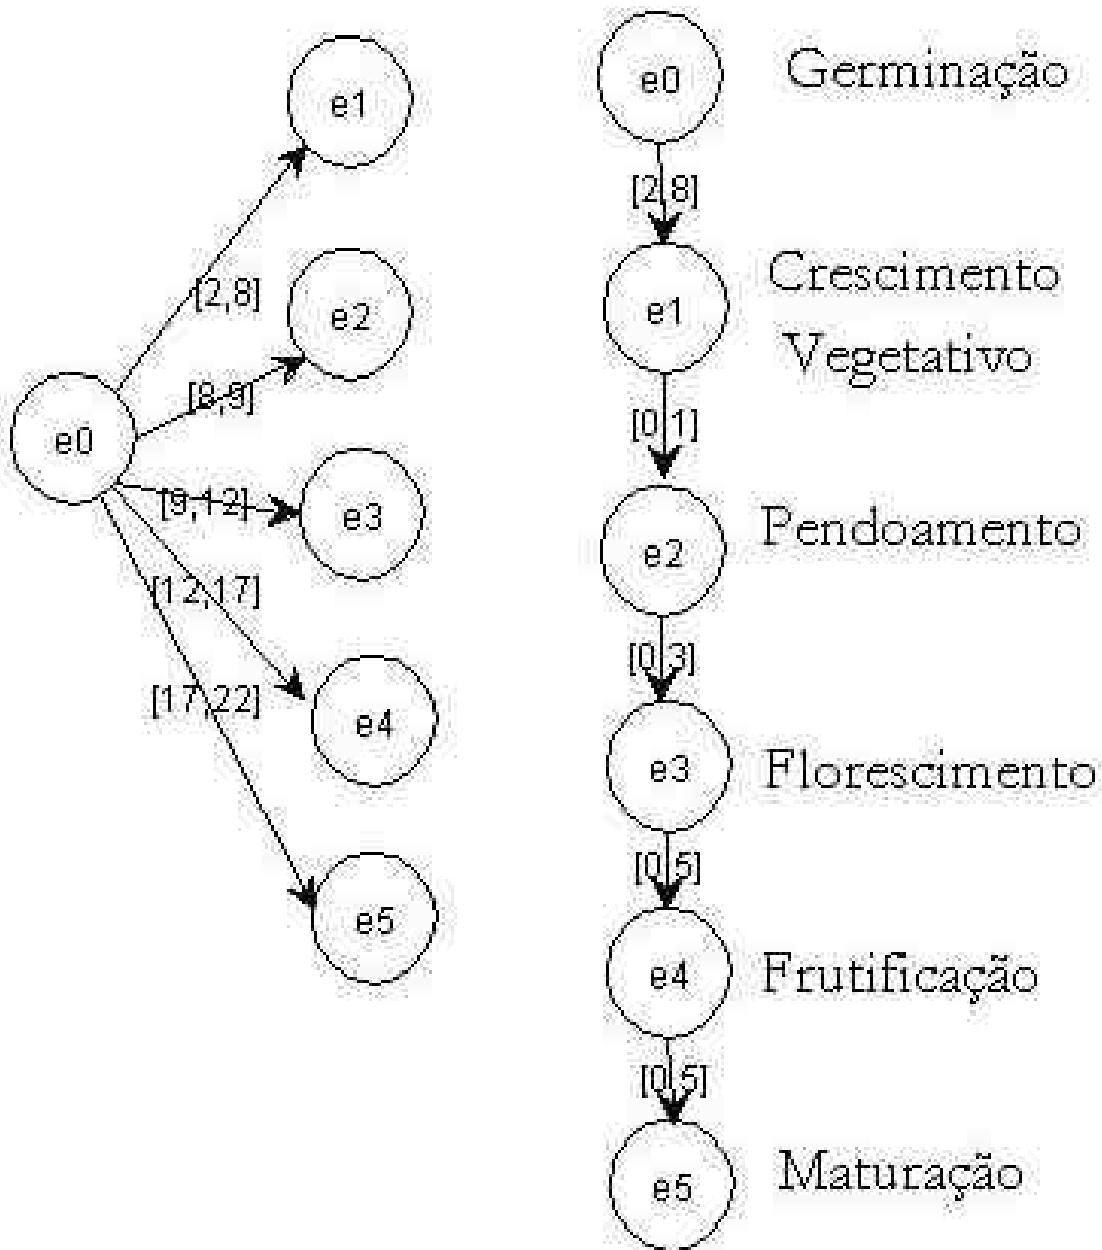 e1
[2,8]
e2
[8,9]
e0
[9,12]
e3
[12,17]
[17,22]
e4
e5
e0
Germinação
[2,8]
e1
Crescimento
Vegetativo
[0,1]
e2
Pendoamento
[0,3]
e3
Florescimento
[0,5]
e4
Frutificação
[0,5]
e5
Maturação